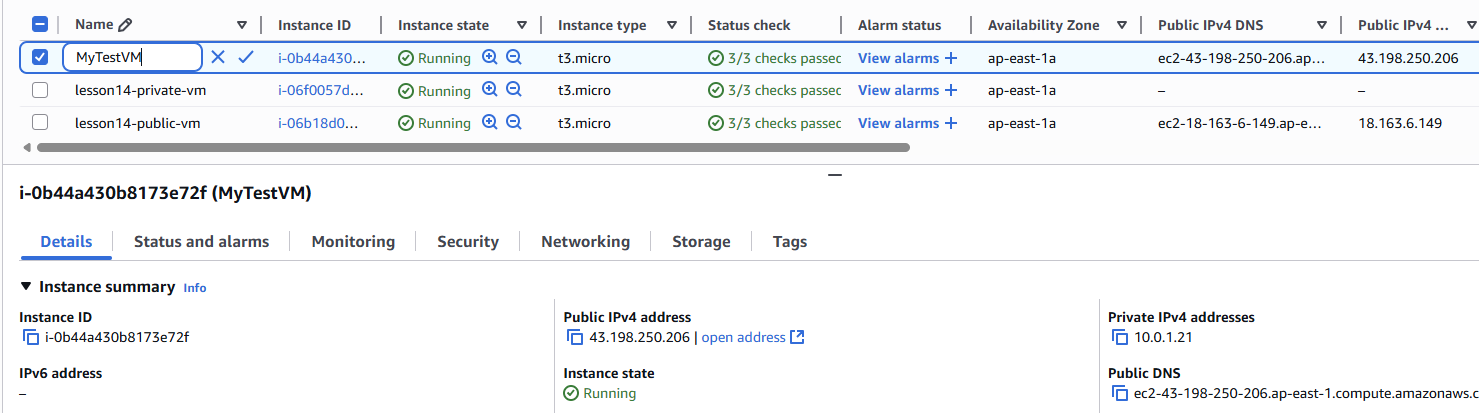 Name Instance ID Instance state Instance type Status check Alarm status Availability Zone Public IPv4 DNS Public IPv4 ...
MyTestVM i-0b44a430... Running t3.micro 3/3 checks passed View alarms + ap-east-1a ec2-43-198-250-206.ap... 43.198.250.206
lesson14-private-vm i-06f0057d... Running t3.micro 3/3 checks passed View alarms + ap-east-1a – –
lesson14-public-vm i-06b18d0... Running t3.micro 3/3 checks passed View alarms + ap-east-1a ec2-18-163-6-149.ap-e... 18.163.6.149
i-0b44a430b8173e72f (MyTestVM)
Details Status and alarms Monitoring Security Networking Storage Tags
Instance summary Info
Instance ID
i-0b44a430b8173e72f
IPv6 address
–
Public IPv4 address
43.198.250.206 | open address
Instance state
Running
Private IPv4 addresses
10.0.1.21
Public DNS
ec2-43-198-250-206.ap-east-1.compute.amazonaws.c